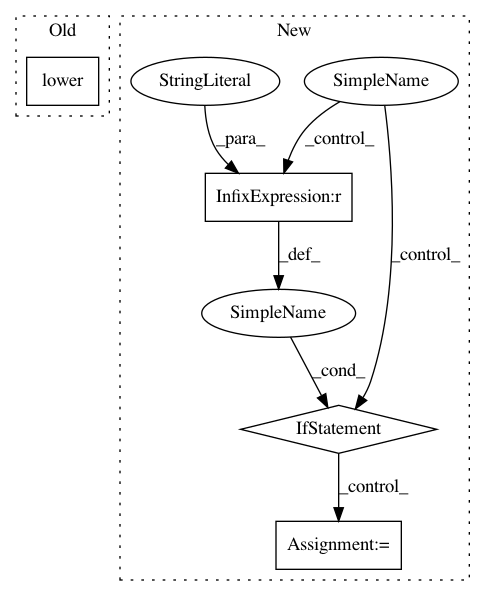 Old
New
lower
StringLiteral
SimpleName
_para_
_control_
InfixExpression:r
_def_
_control_
SimpleName
_cond_
IfStatement
_control_
Assignment:=